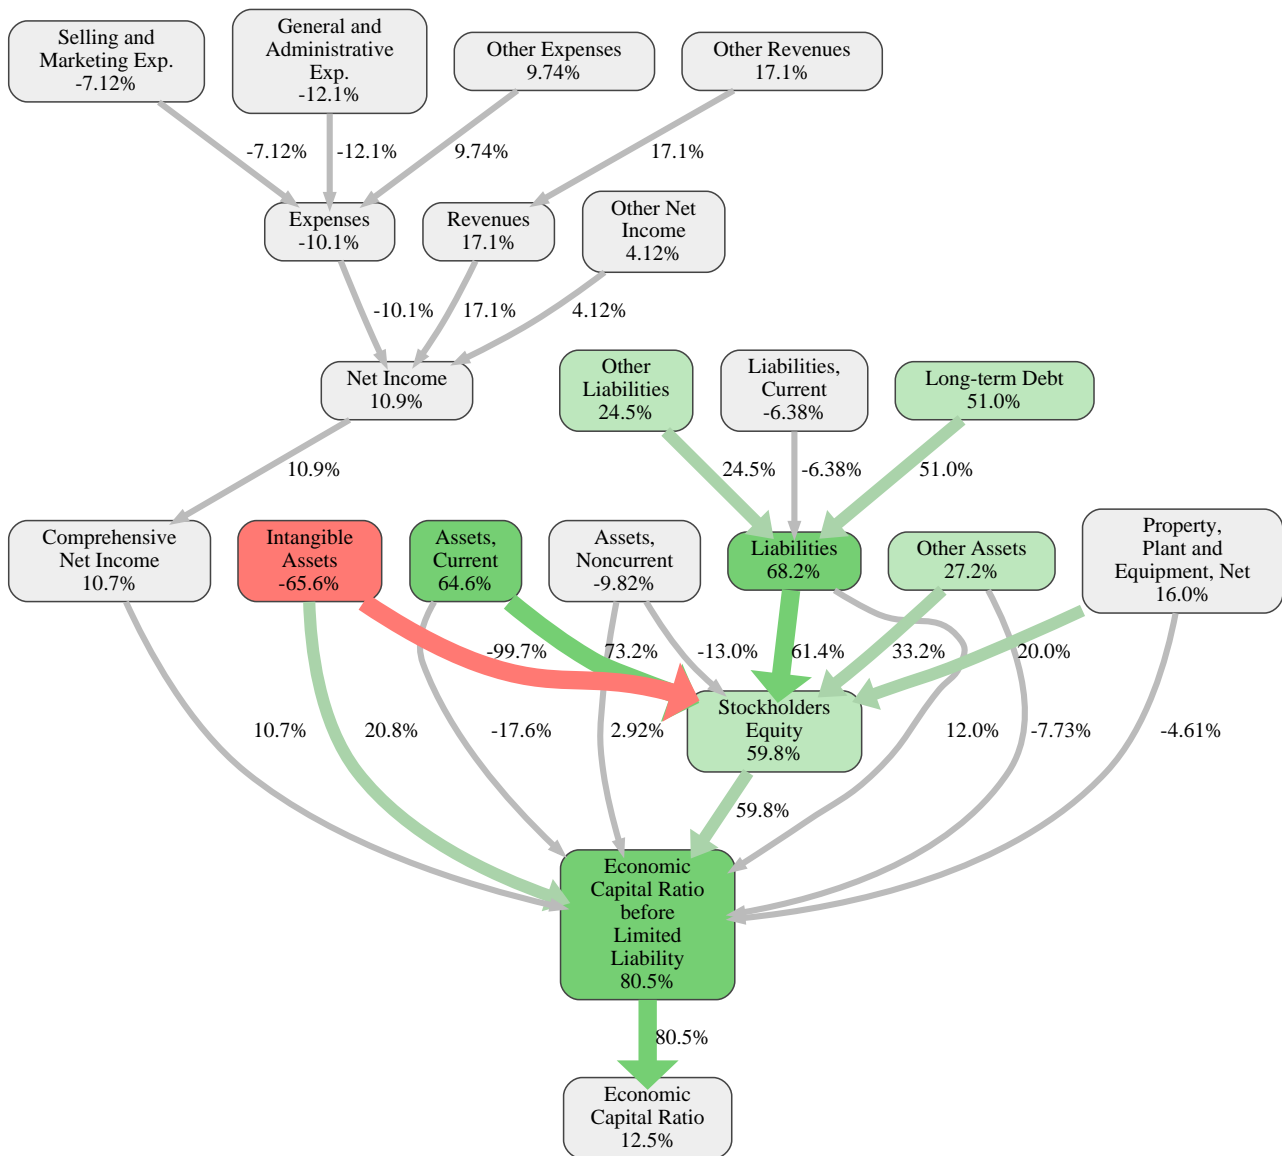 Selling and
Marketing Exp.
-7.12%
General and
Administrative
Exp.
-12.1%
Other Expenses
9.74%
Other Revenues
17.1%
-7.12%
-12.1%
9.74%
17.1%
Expenses
-10.1%
Revenues
17.1%
Other Net
Income
4.12%
-10.1%
17.1%
4.12%
Net Income
10.9%
Other
Liabilities
24.5%
Liabilities,
Current
-6.38%
Long-term Debt
51.0%
10.9%
24.5%
-6.38%
51.0%
Comprehensive
Net Income
10.7%
Intangible
Assets
-65.6%
Assets,
Current
64.6%
Assets,
Noncurrent
-9.82%
Liabilities
68.2%
Other Assets
27.2%
Property,
Plant and
Equipment, Net
16.0%
-99.7%
73.2%
-13.0%
61.4%
33.2%
20.0%
Stockholders
Equity
59.8%
10.7%
20.8%
-17.6%
2.92%
12.0%
-7.73%
-4.61%
59.8%
Economic
Capital Ratio
before
Limited
Liability
80.5%
80.5%
Economic
Capital Ratio
12.5%